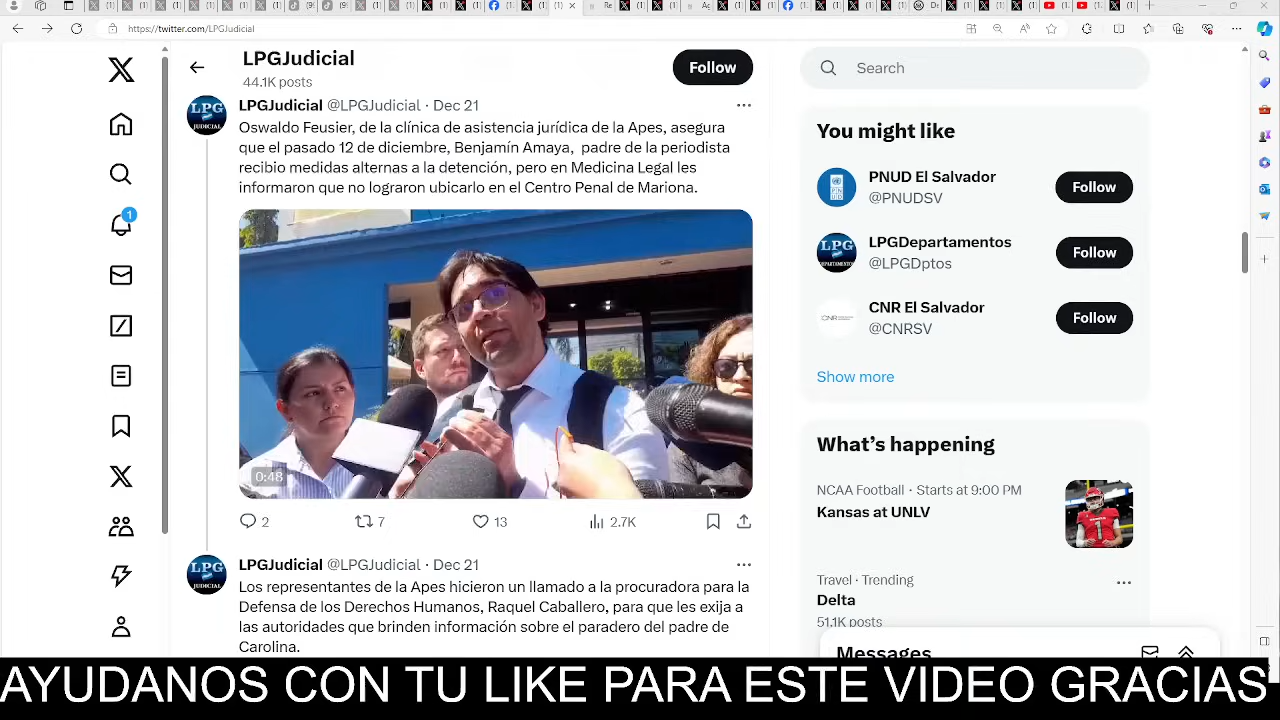 https://twitter.com/LPGJudicial
LPGJudicial
44.1K posts
Follow
LPGJudicial @LPGJudicial · Dec 21
Oswaldo Feusier, de la clínica de asistencia jurídica de la Apes, asegura
que el pasado 12 de diciembre, Benjamín Amaya, padre de la periodista
recibio medidas alternas a la detención, pero en Medicina Legal les
informaron que no lograron ubicarlo en el Centro Penal de Mariona.
0:48
2 7 13 2.7K
LPGJudicial @LPGJudicial · Dec 21
Los representantes de la Apes hicieron un llamado a la procuradora para la
Defensa de los Derechos Humanos, Raquel Caballero, para que les exija a
las autoridades que brinden información sobre el paradero del padre de
Carolina.
1
Search
You might like
PNUD El Salvador
@PNUDSV
Follow
LPGDepartamentos
@LPGDptos
Follow
CNR El Salvador
@CNRSV
Follow
Show more
What's happening
NCAA Football · Starts at 9:00 PM
Kansas at UNLV
Travel · Trending
Delta
51.1K posts
Messages
AYUDANOS CON TU LIKE PARA ESTE VIDEO GRACIAS